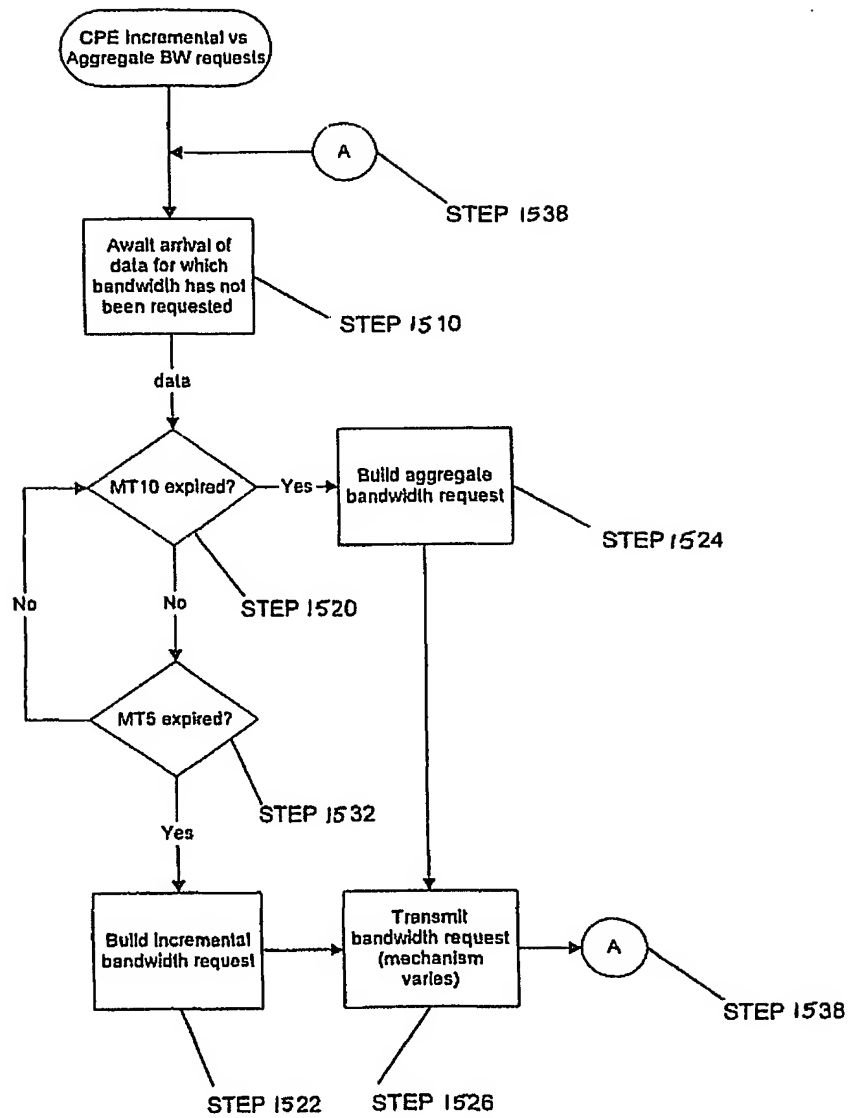 CPE Incremental vs
Aggregate BW requests
A
STEP 1538
Await arrival of
data for which
bandwidth has not
been requested
STEP 1510
data
MT10 expired?
Yes
Build aggregate
bandwidth request
STEP 1524
No
No
STEP 1520
MT5 expired?
STEP 1532
Yes
Build incremental
bandwidth request
Transmit
bandwidth request
(mechanism
varies)
A
STEP 1538
STEP 1522
STEP 1526